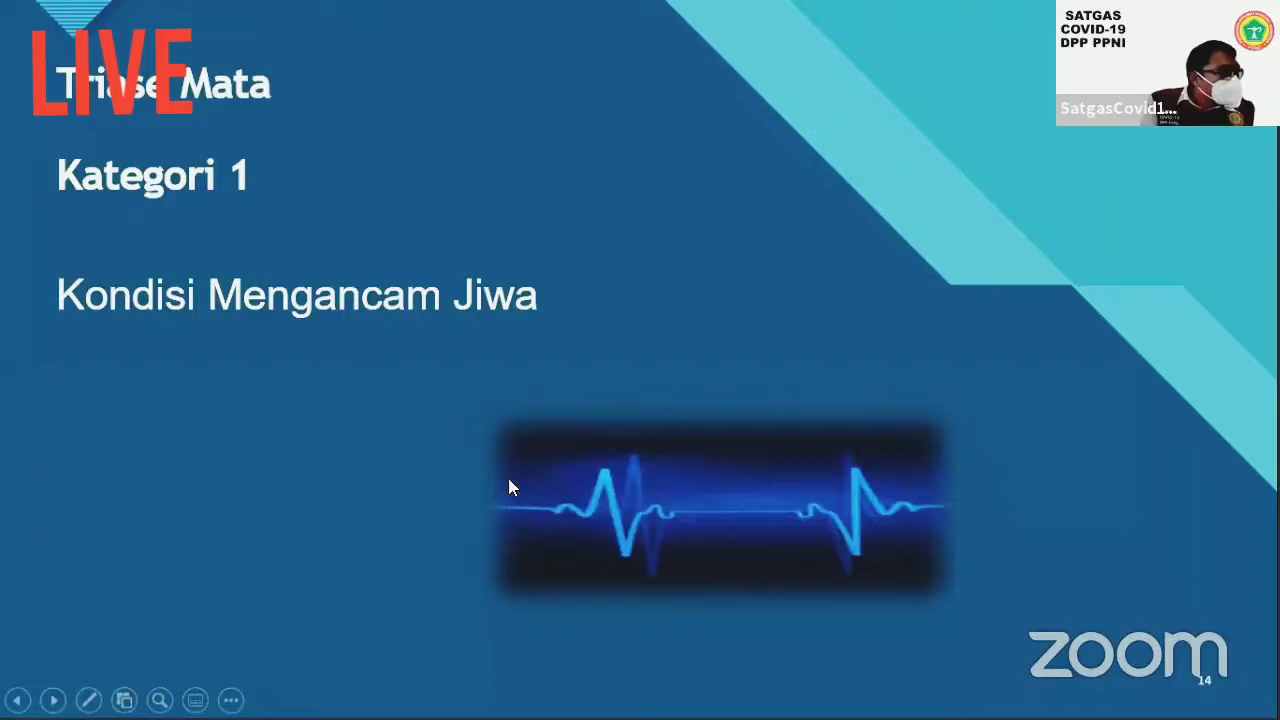 LIVE
Triase Mata
Kategori 1
Kondisi Mengancam Jiwa
SATGAS
COVID-19
DPP PPNI
SatgasCovid1...
zoom
14